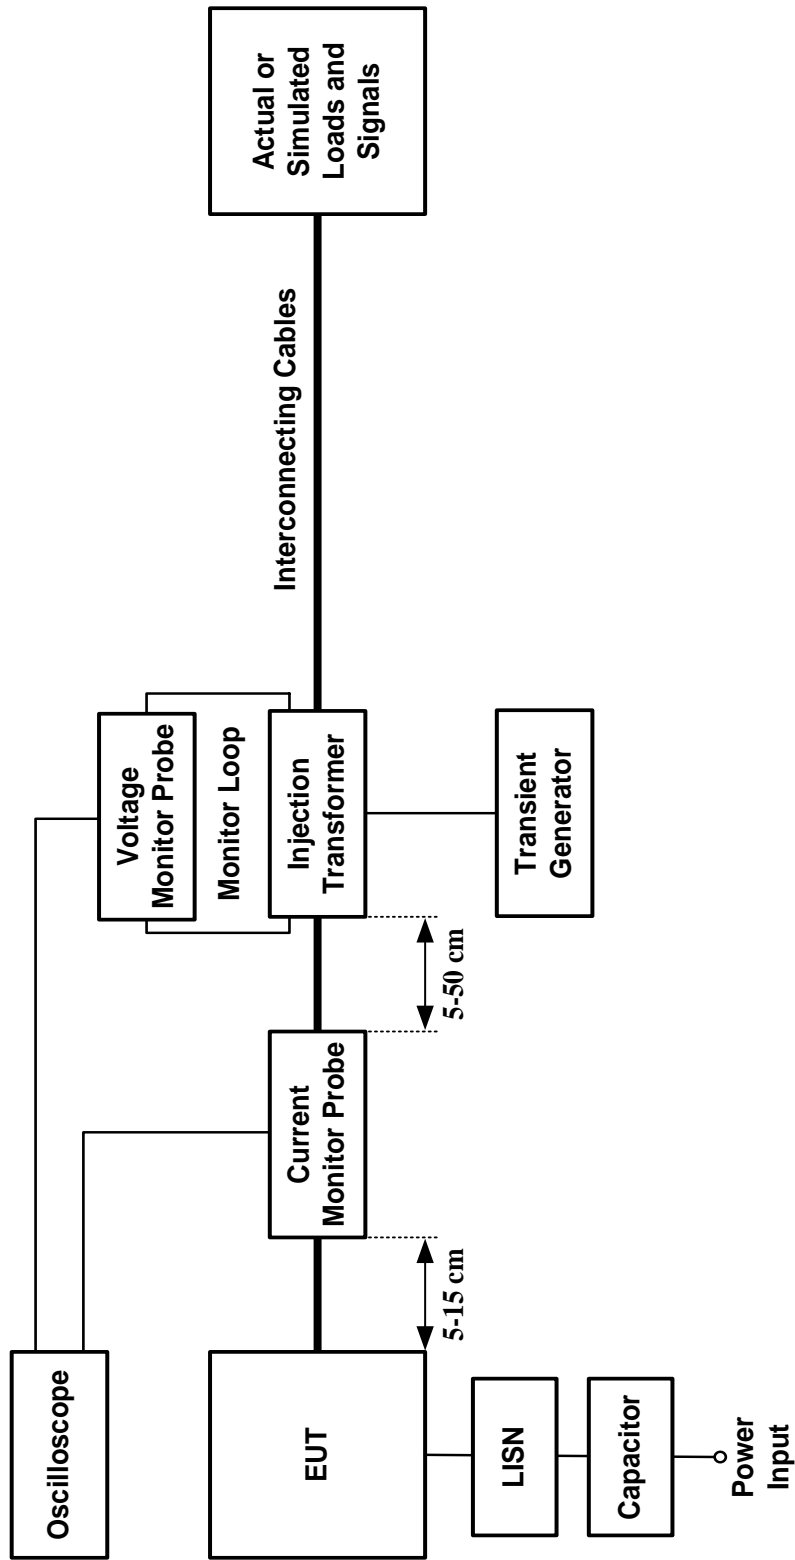 Oscilloscope
Voltage
Monitor Probe
Monitor Loop
EUT
Current
Monitor Probe
Injection
Transformer
Interconnecting Cables
Actual or
Simulated
Loads and
Signals
5-15 cm
5-50 cm
LISN
Capacitor
Power
Input
Transient
Generator